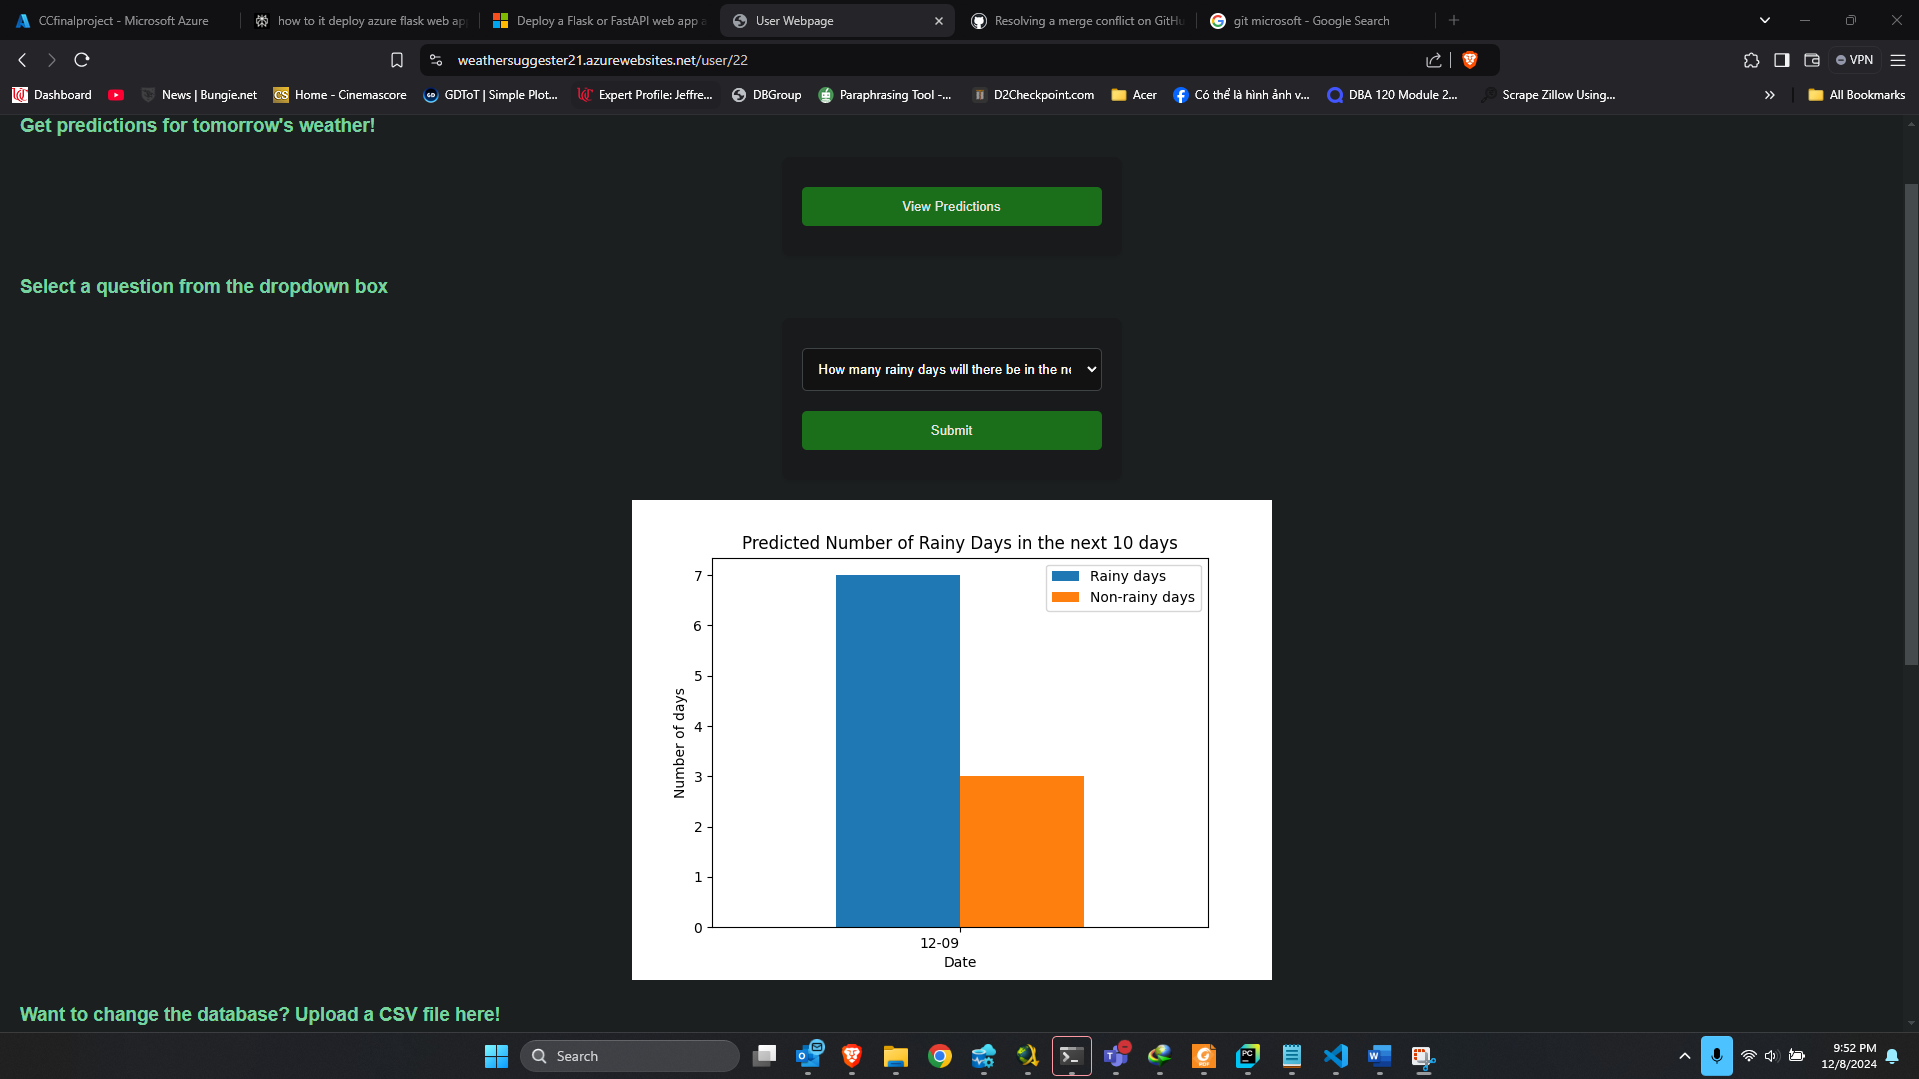 CCfinalproject - Microsoft Azure
how to it deploy azure flask web ap
Deploy a Flask or FastAPI web app a
User Webpage
Resolving a merge conflict on GitHu
git microsoft - Google Search
weathersuggester21.azurewebsites.net/user/22
VPN
Dashboard
News | Bungie.net
CS
Home - Cinemascore
GDToT | Simple Plot...
Expert Profile: Jeffre...
DBGroup
Paraphrasing Tool -...
D2Checkpoint.com
Acer
Có thể là hình ảnh v...
DBA 120 Module 2...
Scrape Zillow Using...
All Bookmarks
Get predictions for tomorrow's weather!
View Predictions
Select a question from the dropdown box
How many rainy days will there be in the ne
Submit
Predicted Number of Rainy Days in the next 10 days
Rainy days
Non-rainy days
7
6
5
4
3
2
1
0
Number of days
12-09
Date
Want to change the database? Upload a CSV file here!
Search
9:52 PM
12/8/2024